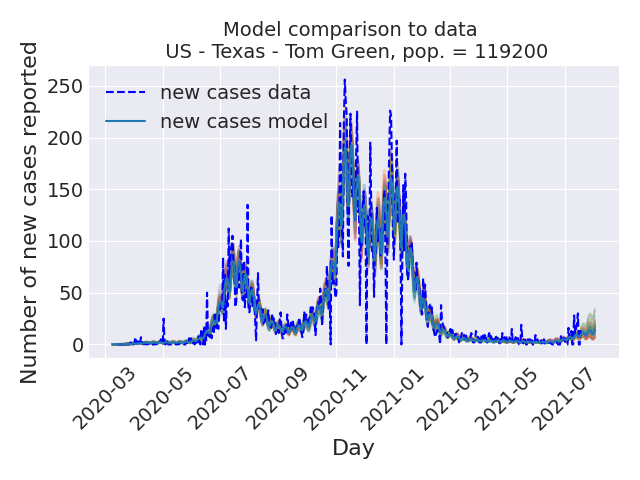 Model comparison to data
US - Texas - Tom Green, pop. = 119200
Number of new cases reported
250
200
150
100
50
0
new cases data
new cases model
2020-03
2020-05
2020-07
2020-09
2020-11
2021-01
2021-03
2021-05
2021-07
Day